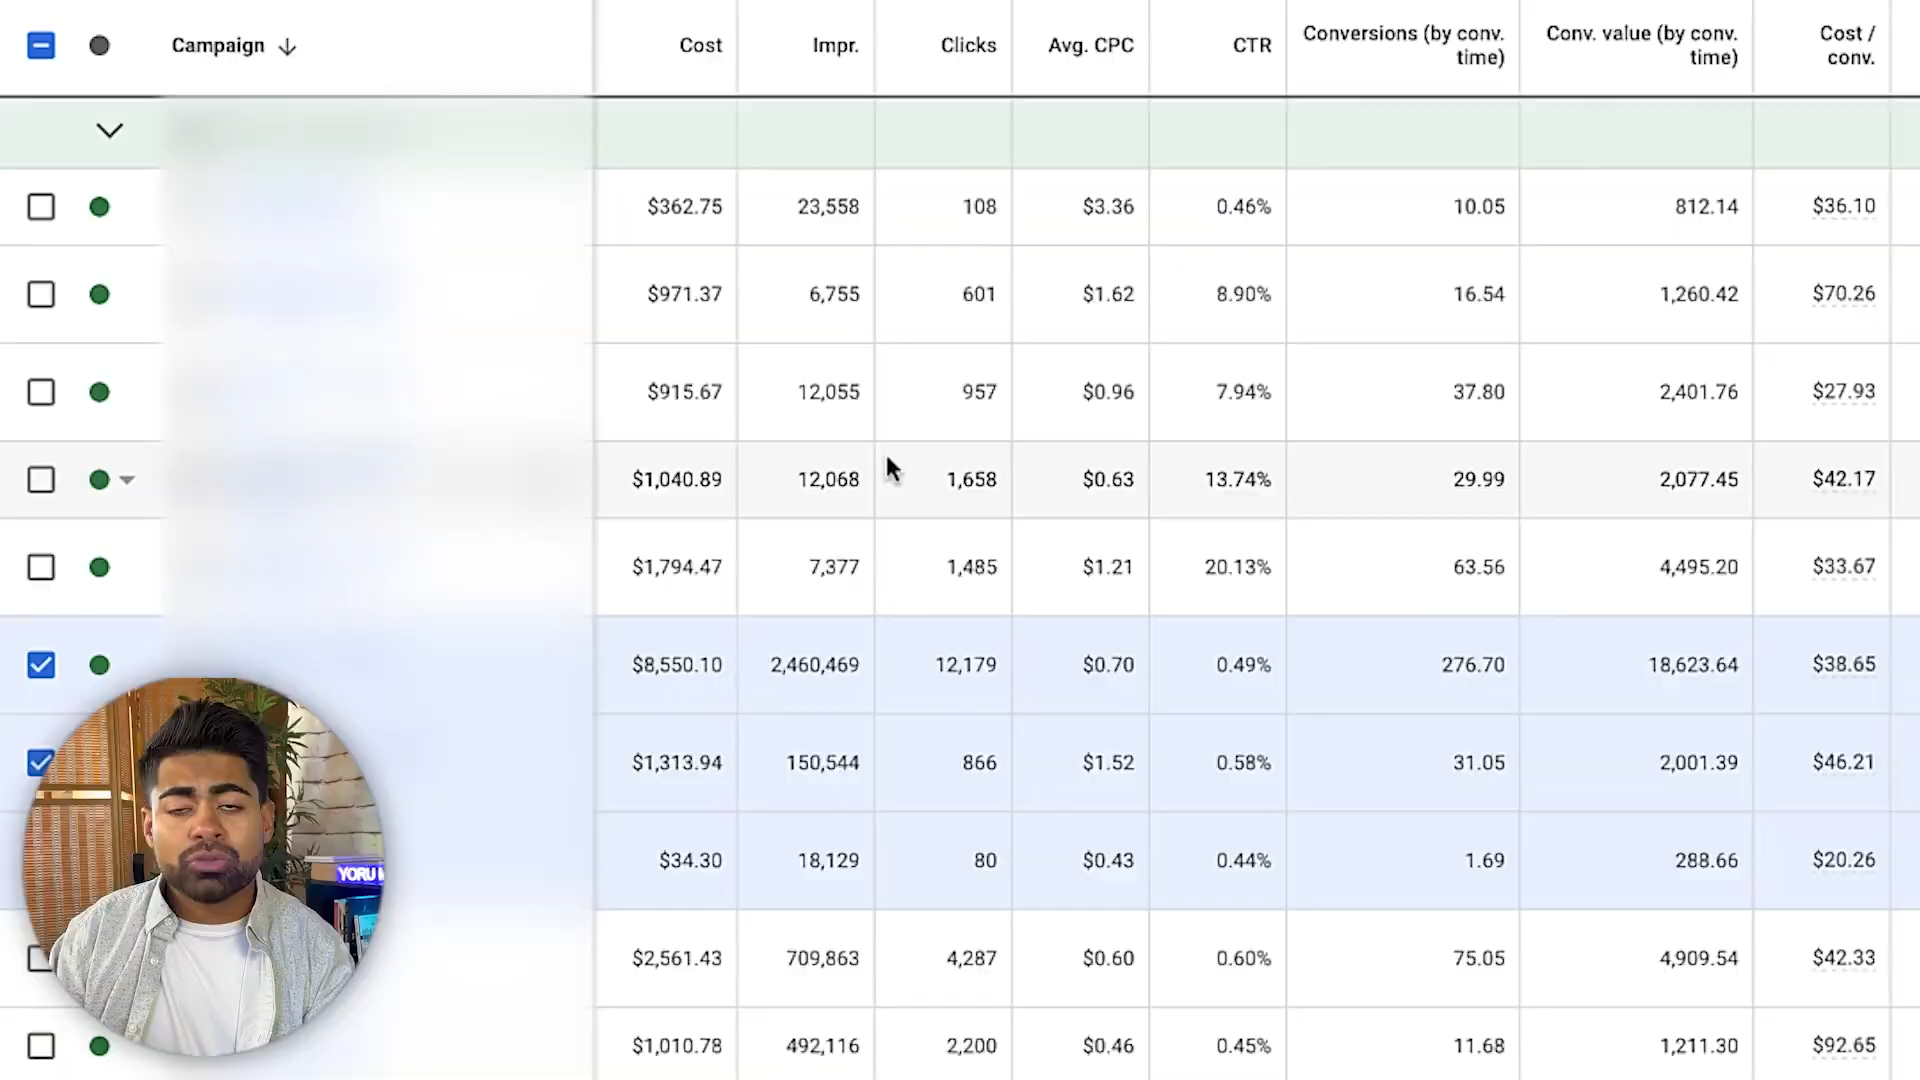 Campaign Cost Impr. Clicks Avg. CPC CTR Conversions (by conv. time) Conv. value (by conv. time) Cost / conv.
$362.75 23,558 108 $3.36 0.46% 10.05 812.14 $36.10
$971.37 6,755 601 $1.62 8.90% 16.54 1,260.42 $70.26
$915.67 12,055 957 $0.96 7.94% 37.80 2,401.76 $27.93
$1,040.89 12,068 1,658 $0.63 13.74% 29.99 2,077.45 $42.17
$1,794.47 7,377 1,485 $1.21 20.13% 63.56 4,495.20 $33.67
$8,550.10 2,460,469 12,179 $0.70 0.49% 276.70 18,623.64 $38.65
$1,313.94 150,544 866 $1.52 0.58% 31.05 2,001.39 $46.21
$34.30 18,129 80 $0.43 0.44% 1.69 288.66 $20.26
YORU
$2,561.43 709,863 4,287 $0.60 0.60% 75.05 4,909.54 $42.33
$1,010.78 492,116 2,200 $0.46 0.45% 11.68 1,211.30 $92.65